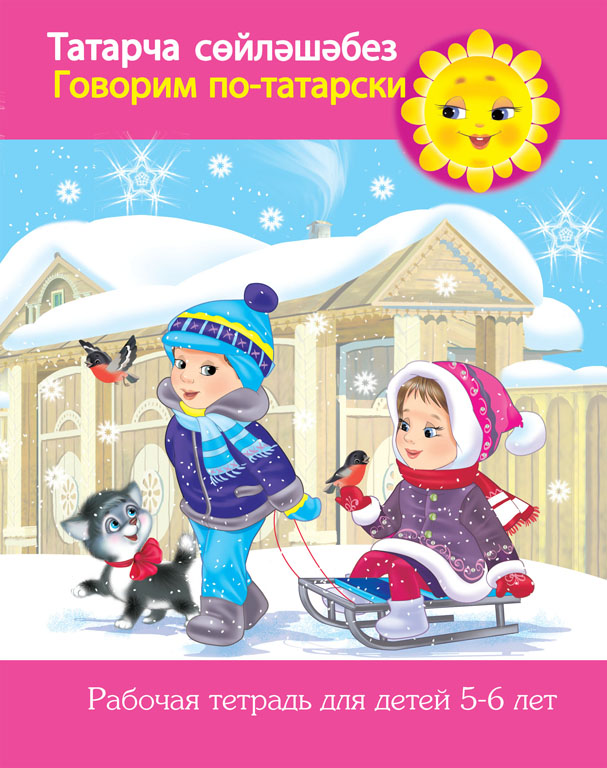 Татарча сөйләшәбез
Говорим по-татарски
Рабочая тетрадь для детей 5-6 лет